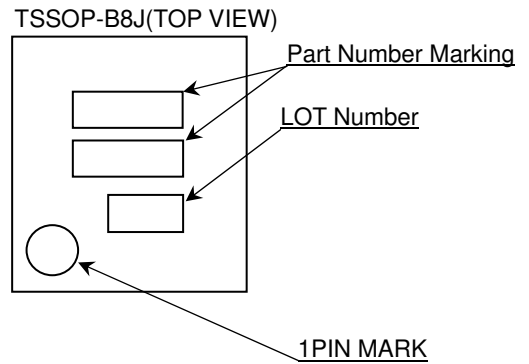 TSSOP-B8J(TOP VIEW)
Part Number Marking
LOT Number
1PIN MARK